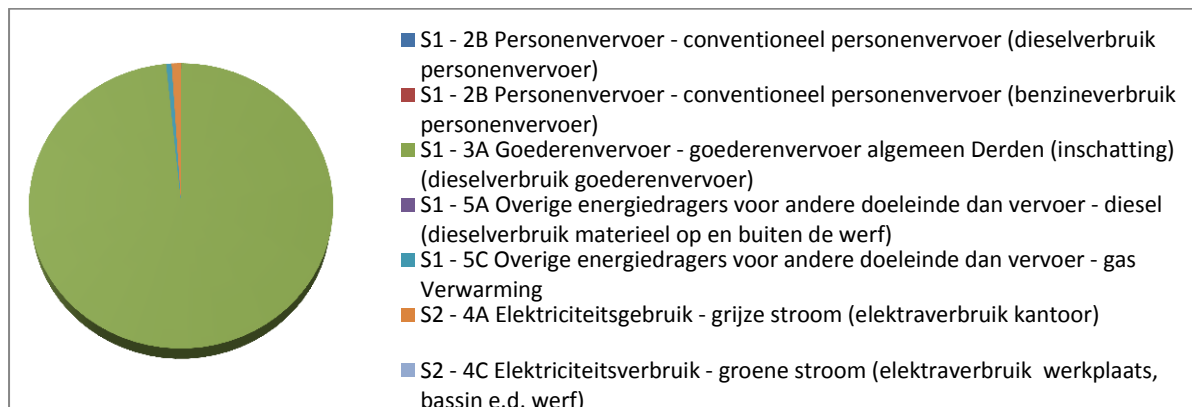 S1 - 2B Personenvervoer - conventioneel personenvervoer (dieselverbruik
personenvervoer)
S1 - 2B Personenvervoer - conventioneel personenvervoer (benzineverbruik
personenvervoer)
S1 - 3A Goederenvervoer - goederenvervoer algemeen Derden (inschatting)
(dieselverbruik goederenvervoer)
S1 - 5A Overige energiedragers voor andere doeleinde dan vervoer - diesel
(dieselverbruik materieel op en buiten de werf)
S1 - 5C Overige energiedragers voor andere doeleinde dan vervoer - gas
Verwarming
S2 - 4A Elektriciteitsgebruik - grijze stroom (elektraverbruik kantoor)
S2 - 4C Elektriciteitsverbruik - groene stroom (elektraverbruik werkplaats,
bassin e.d. werf)